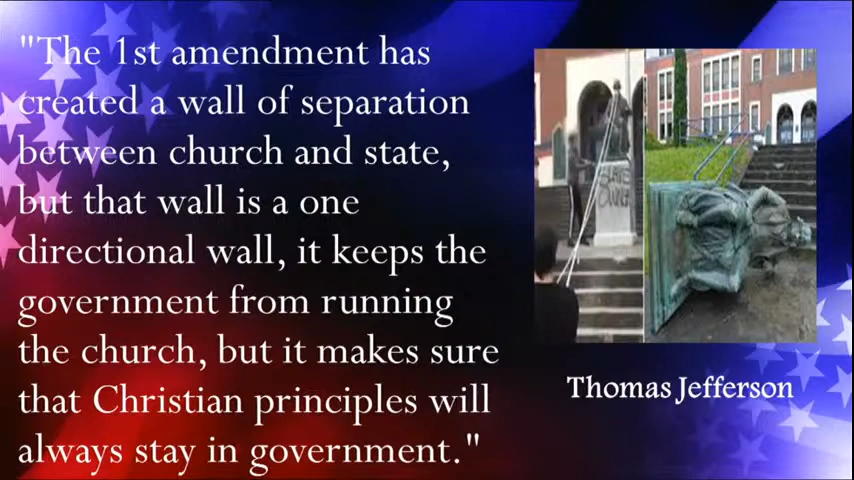 "The 1st amendment has
created a wall of separation
between church and state,
but that wall is a one
directional wall, it keeps the
government from running
the church, but it makes sure
that Christian principles will
always stay in government."
Thomas Jefferson